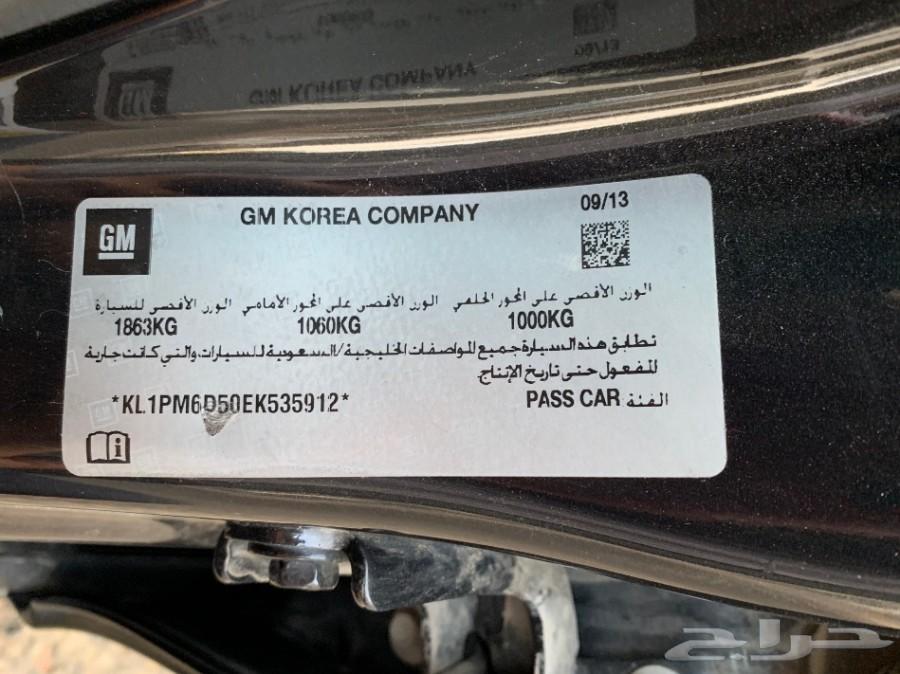 GM KOREA COMPANY
09/13
GM
الوزن الأقصى على المحور الخلفي
1000KG
الوزن الأقصى على المحور الأمامي
1060KG
الوزن الأقصى للسيارة
1863KG
تطابق هذه السيارة جميع المواصفات الخليجية/السعودية للسيارات، والتي كانت جارية
المفعول حتى تاريخ الإنتاج.
الفئة PASS CAR
*KL1PM6D50EK535912*
i
حراج